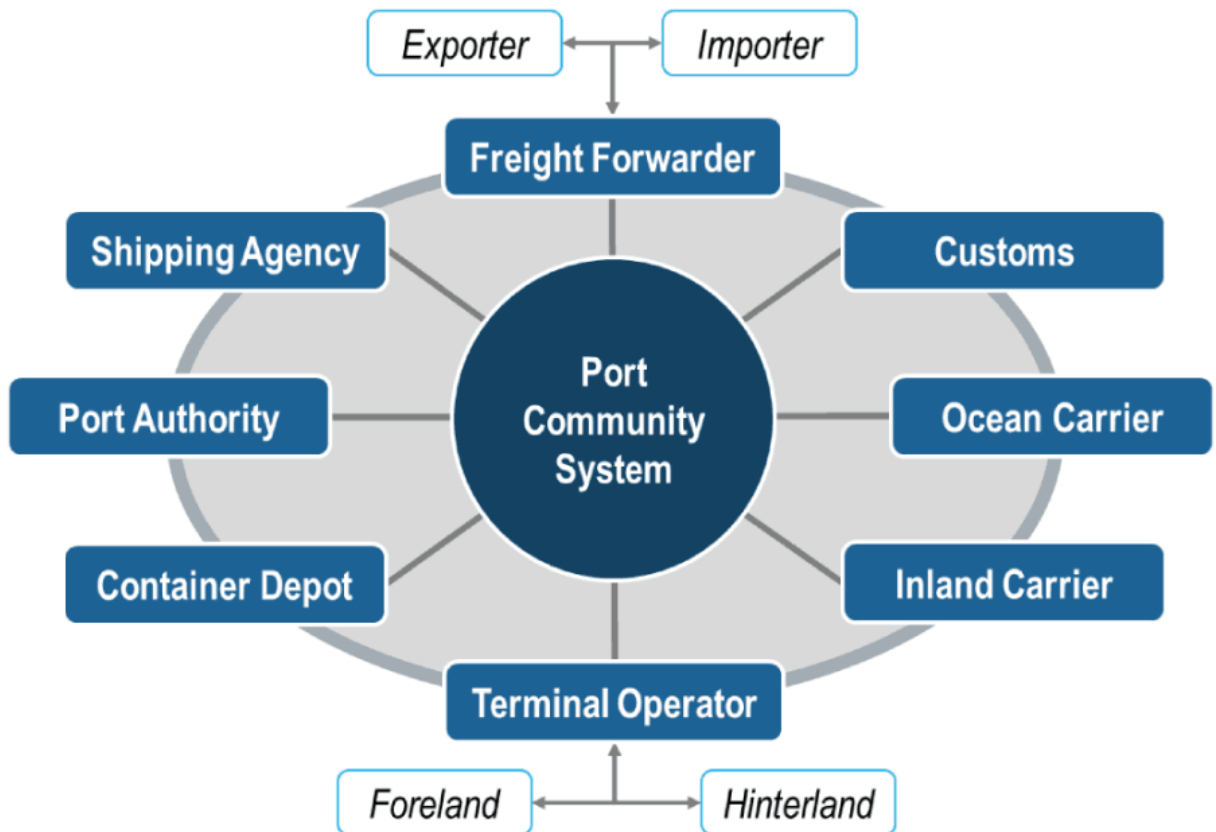 Exporter
Importer
Freight Forwarder
Shipping Agency
Customs
Port
Community
System
Port Authority
Ocean Carrier
Container Depot
Inland Carrier
Terminal Operator
Foreland
Hinterland